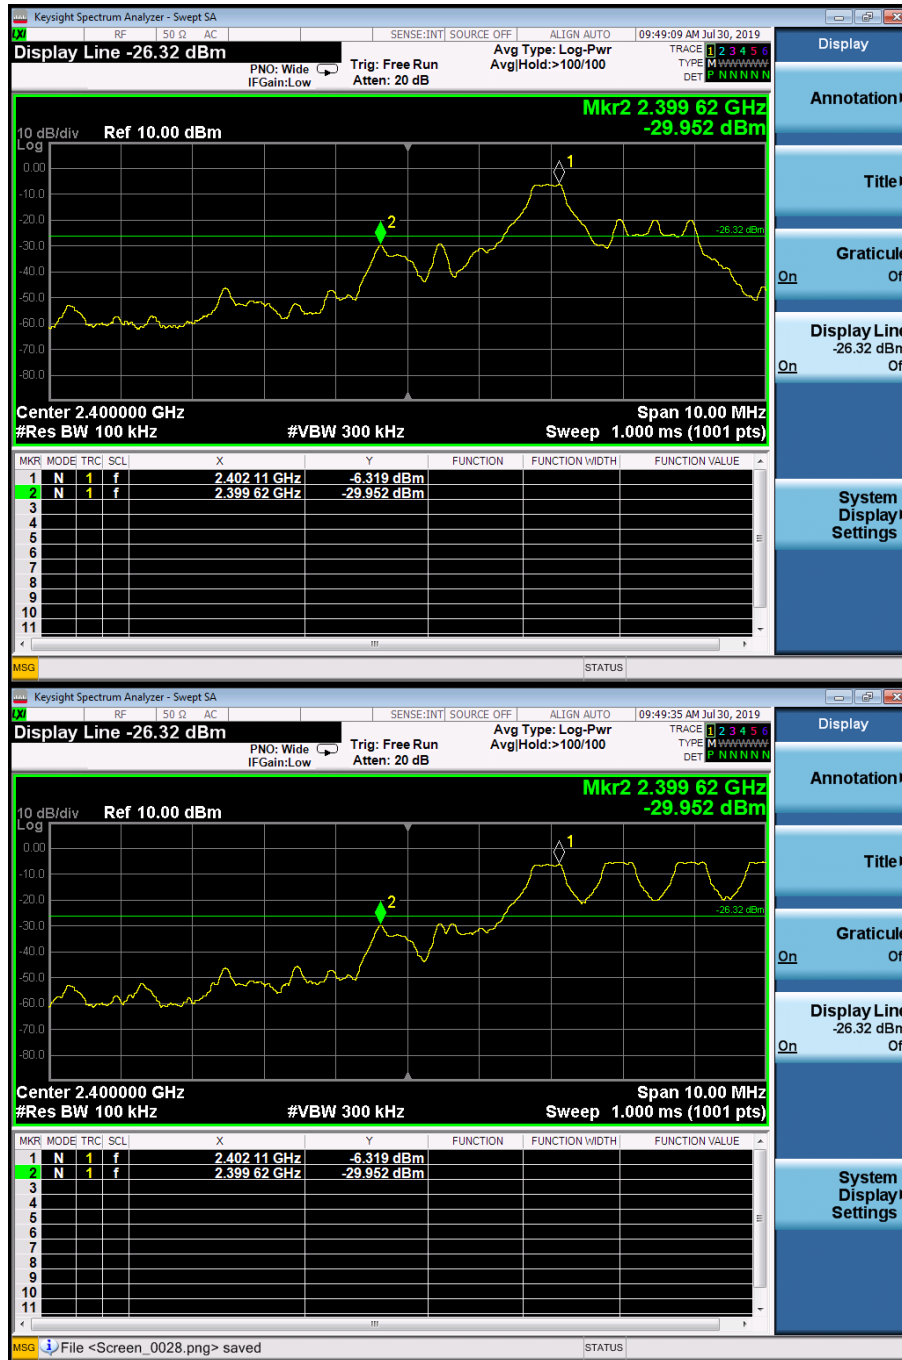 Keysight Spectrum Analyzer - Swept SA
LXI RF 50 Ω AC SENSE:INT SOURCE OFF ALIGN AUTO 09:49:09 AM Jul 30, 2019
Display Line -26.32 dBm
PNO: Wide
IFGain:Low
Trig: Free Run
Atten: 20 dB
Avg Type: Log-Pwr
Avg|Hold:>100/100
TRACE 1 2 3 4 5 6
TYPE M WWWWW
DET P N N N N N
Mkr2 2.399 62 GHz
-29.952 dBm
10 dB/div Ref 10.00 dBm
Log
0.00
-10.0
-20.0
-30.0
-40.0
-50.0
-60.0
-70.0
-80.0
1
2
-26.32 dBm
Center 2.400000 GHz Span 10.00 MHz
#Res BW 100 kHz #VBW 300 kHz Sweep 1.000 ms (1001 pts)
MKR MODE TRC SCL X Y FUNCTION FUNCTION WIDTH FUNCTION VALUE
1 N 1 f 2.402 11 GHz -6.319 dBm
2 N 1 f 2.399 62 GHz -29.952 dBm
3
4
5
6
7
8
9
10
11
MSG STATUS
Display
Annotation
Title
Graticule
On Of
Display Line
-26.32 dBm
On Of
System
Display
Settings
Keysight Spectrum Analyzer - Swept SA
LXI RF 50 Ω AC SENSE:INT SOURCE OFF ALIGN AUTO 09:49:35 AM Jul 30, 2019
Display Line -26.32 dBm
PNO: Wide
IFGain:Low
Trig: Free Run
Atten: 20 dB
Avg Type: Log-Pwr
Avg|Hold:>100/100
TRACE 1 2 3 4 5 6
TYPE M WWWWW
DET P N N N N N
Mkr2 2.399 62 GHz
-29.952 dBm
10 dB/div Ref 10.00 dBm
Log
0.00
-10.0
-20.0
-30.0
-40.0
-50.0
-60.0
-70.0
-80.0
1
2
-26.32 dBm
Center 2.400000 GHz Span 10.00 MHz
#Res BW 100 kHz #VBW 300 kHz Sweep 1.000 ms (1001 pts)
MKR MODE TRC SCL X Y FUNCTION FUNCTION WIDTH FUNCTION VALUE
1 N 1 f 2.402 11 GHz -6.319 dBm
2 N 1 f 2.399 62 GHz -29.952 dBm
3
4
5
6
7
8
9
10
11
MSG File <Screen_0028.png> saved STATUS
Display
Annotation
Title
Graticule
On Of
Display Line
-26.32 dBm
On Of
System
Display
Settings